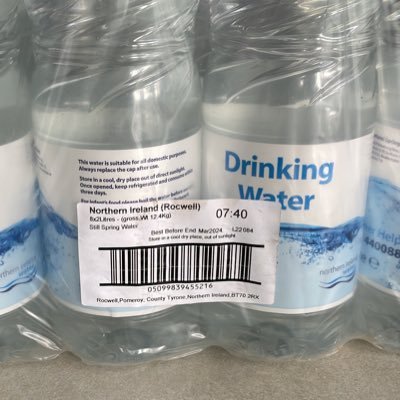 This water is suitable for all domestic purposes.
Always replace the cap after use.
Store in a cool, dry place out of direct sunlight.
Once opened, keep refrigerated and consume within
three days.
Drinking
Water
Northern Ireland (Rocwell)
07:40
6x2Litres - (gross Wt 12.4Kg)
Still Spring Water
Best Before End Mar2024 L22084
Store in a cool dry place, out of sunlight.
05099839455216
Rocwell,Pomeroy, County Tyrone,Northern Ireland,BT70 2RX
northern ireland
Help